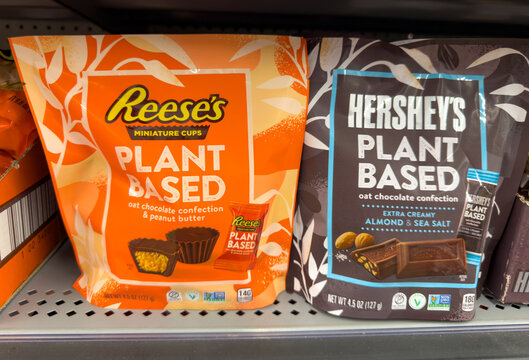 Reese's
MINIATURE CUPS
PLANT
BASED
oat chocolate confection
& peanut butter
Reese's
PLANT
BASED
140
NET WT 4.5 OZ (127 g)
HERSHEY'S
PLANT
BASED
oat chocolate confection
EXTRA CREAMY
ALMOND & SEA SALT
HERSHEY'S
PLANT
BASED
180
NET WT 4.5 OZ (127 g)